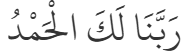 رَبَّنَا لَكَ الْحَمْدُ